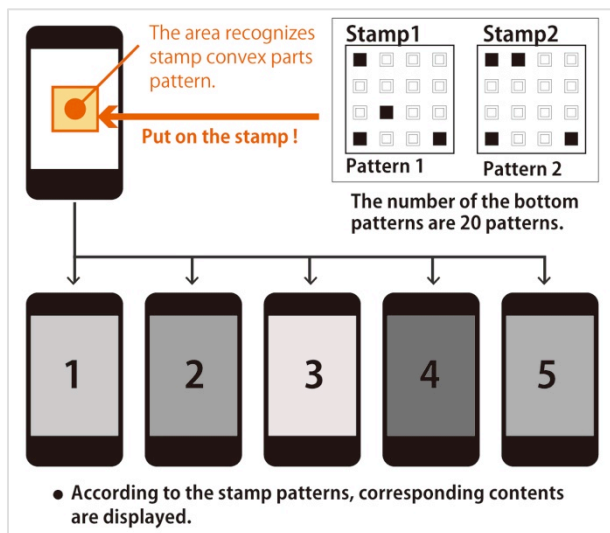 The area recognizes
stamp convex parts
pattern.
Put on the stamp !
Stamp1
Stamp2
Pattern 1
Pattern 2
The number of the bottom
patterns are 20 patterns.
1
2
3
4
5
● According to the stamp patterns, corresponding contents
are displayed.